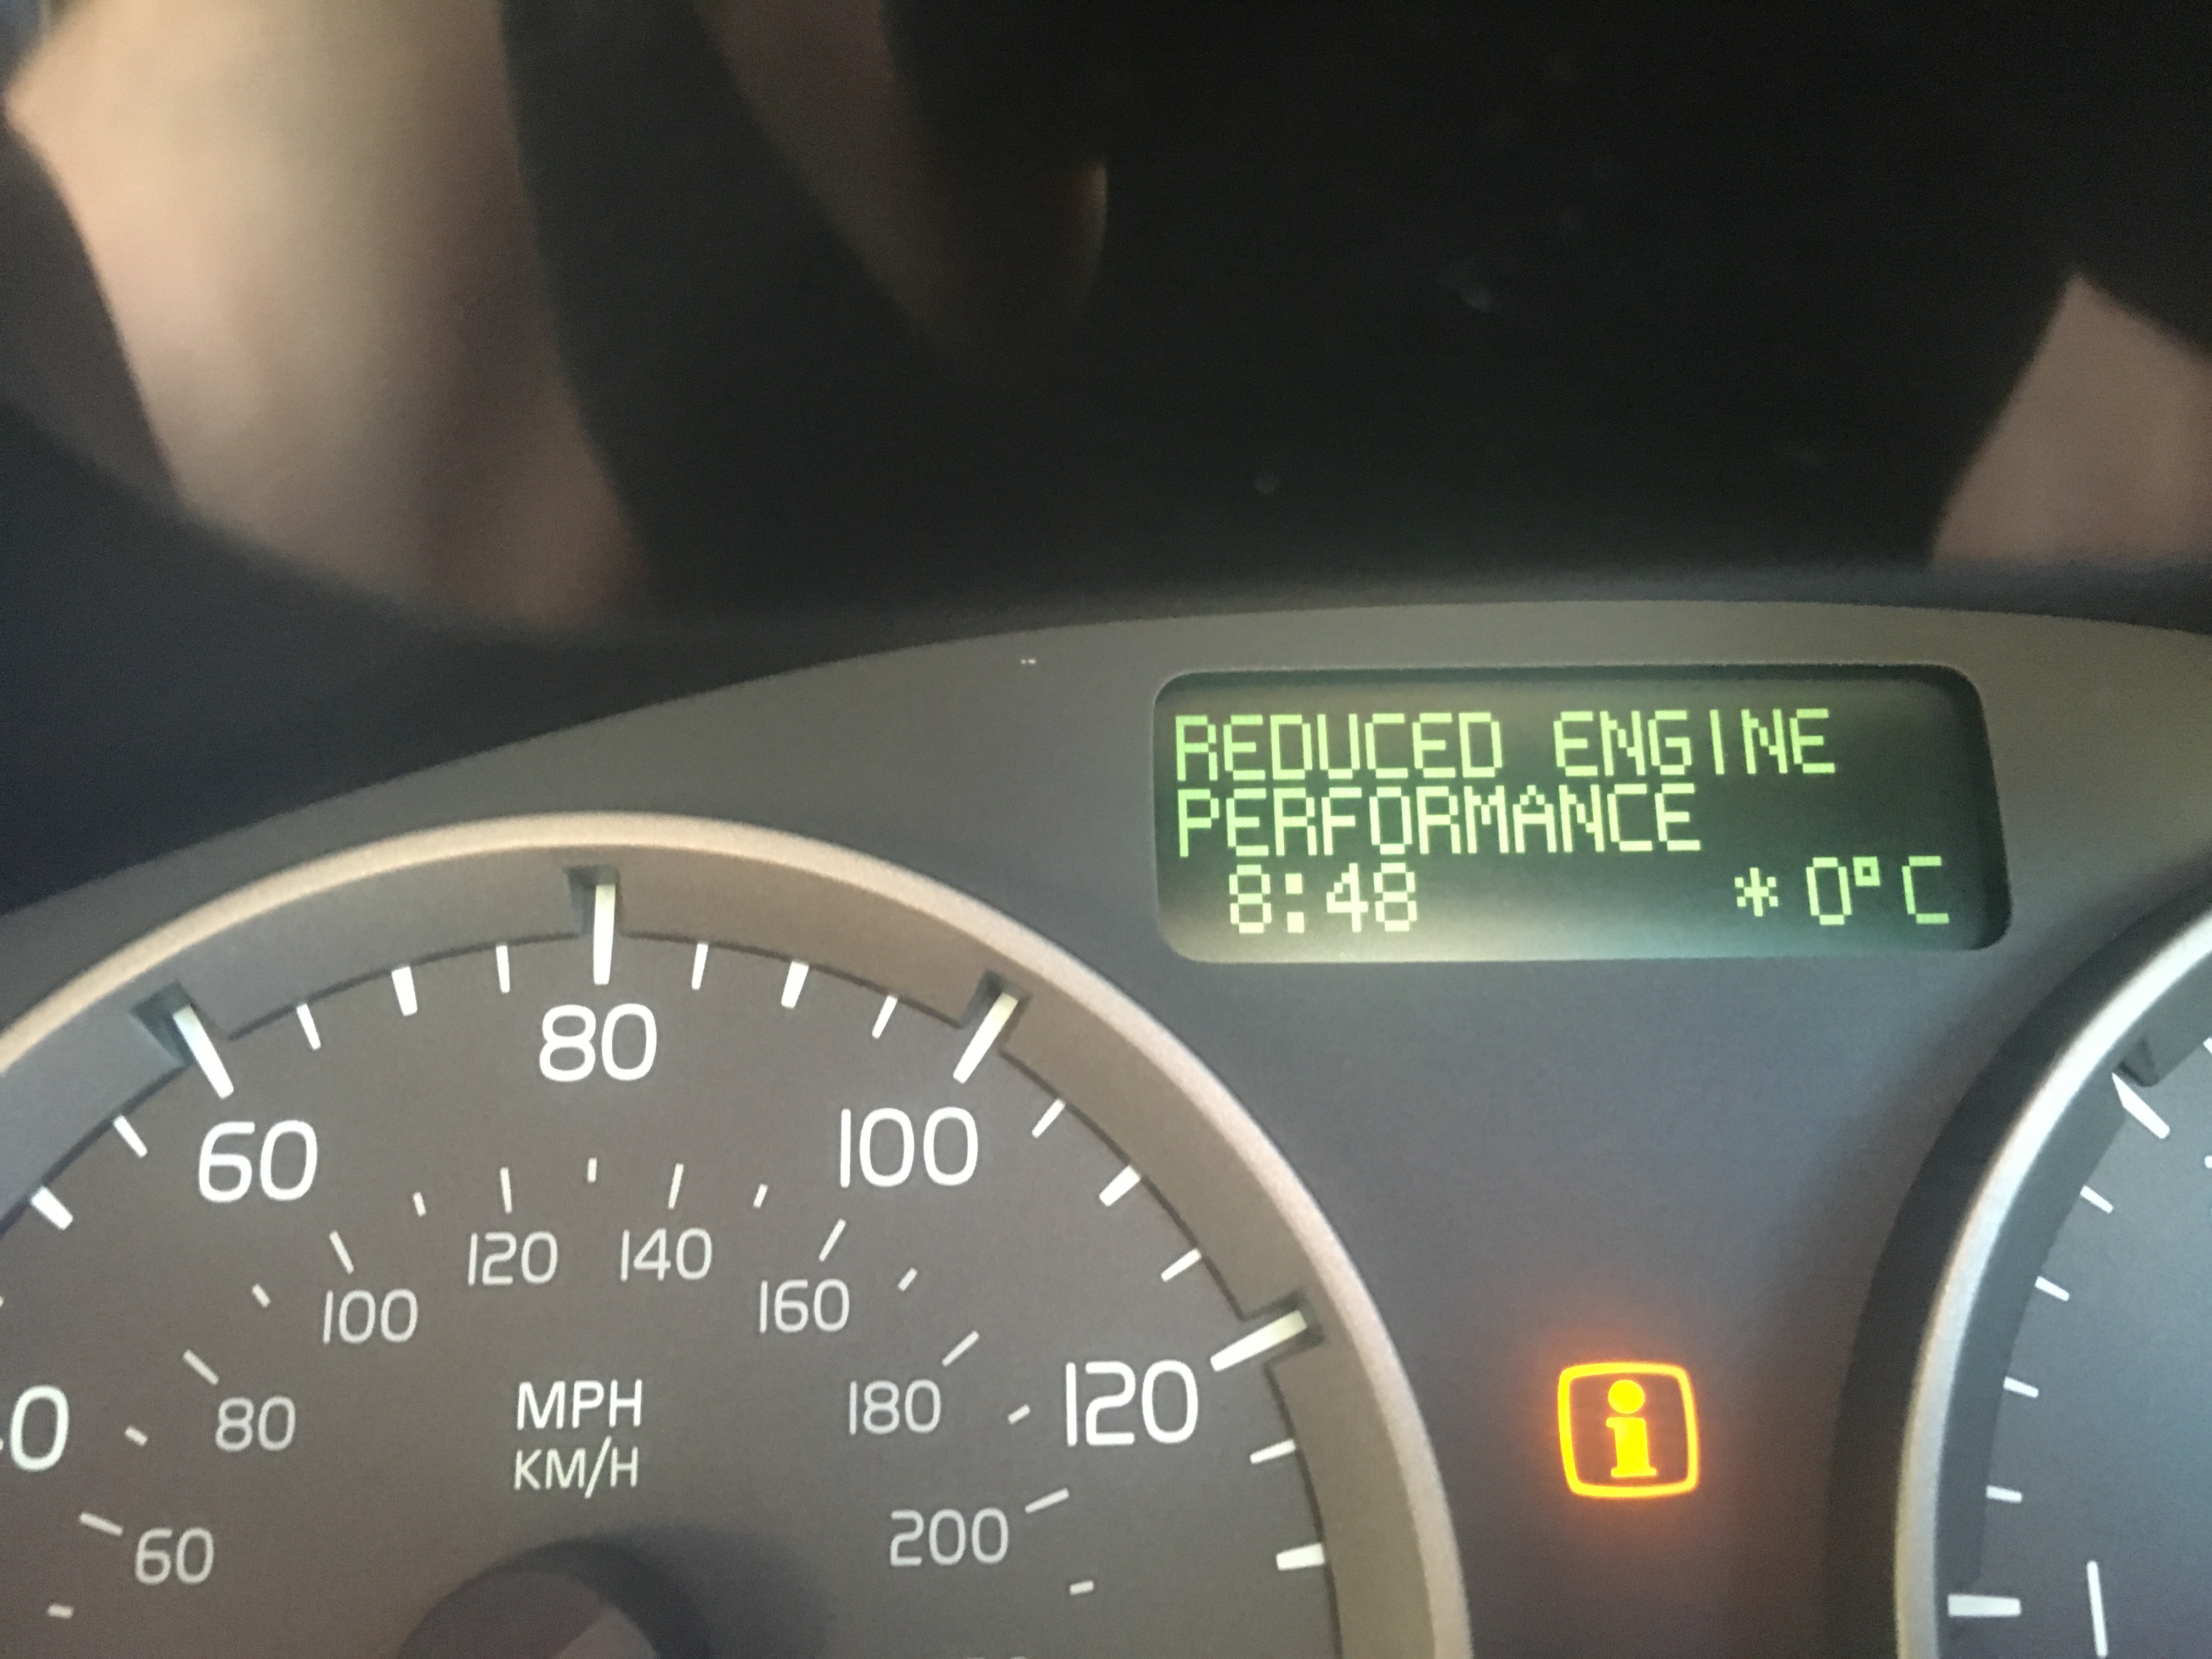 REDUCED ENGINE
PERFORMANCE
8:48 * 0°C
60
80
100
120
60
80
100
120
140
160
180
200
MPH
KM/H
i